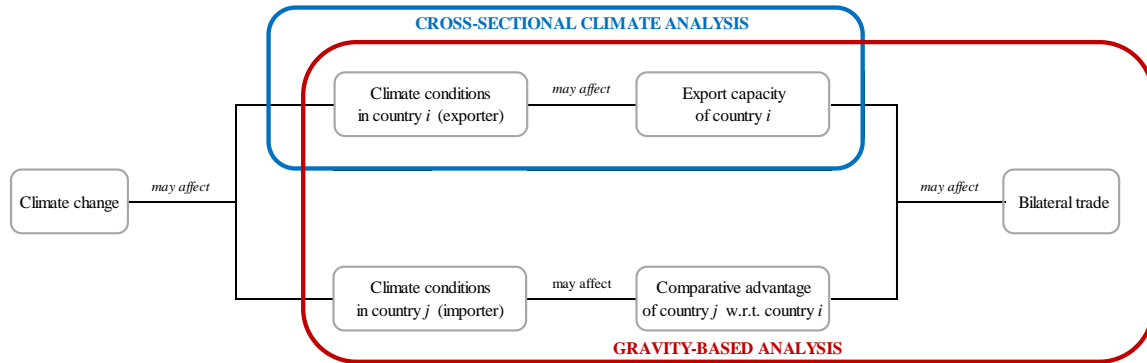 CROSS-SECTIONAL CLIMATE ANALYSIS
Climate conditions
in country i (exporter)
may affect
Export capacity
of country i
Climate change
may affect
may affect
Bilateral trade
Climate conditions
in country j (importer)
may affect
Comparative advantage
of country j w.r.t. country i
GRAVITY-BASED ANALYSIS